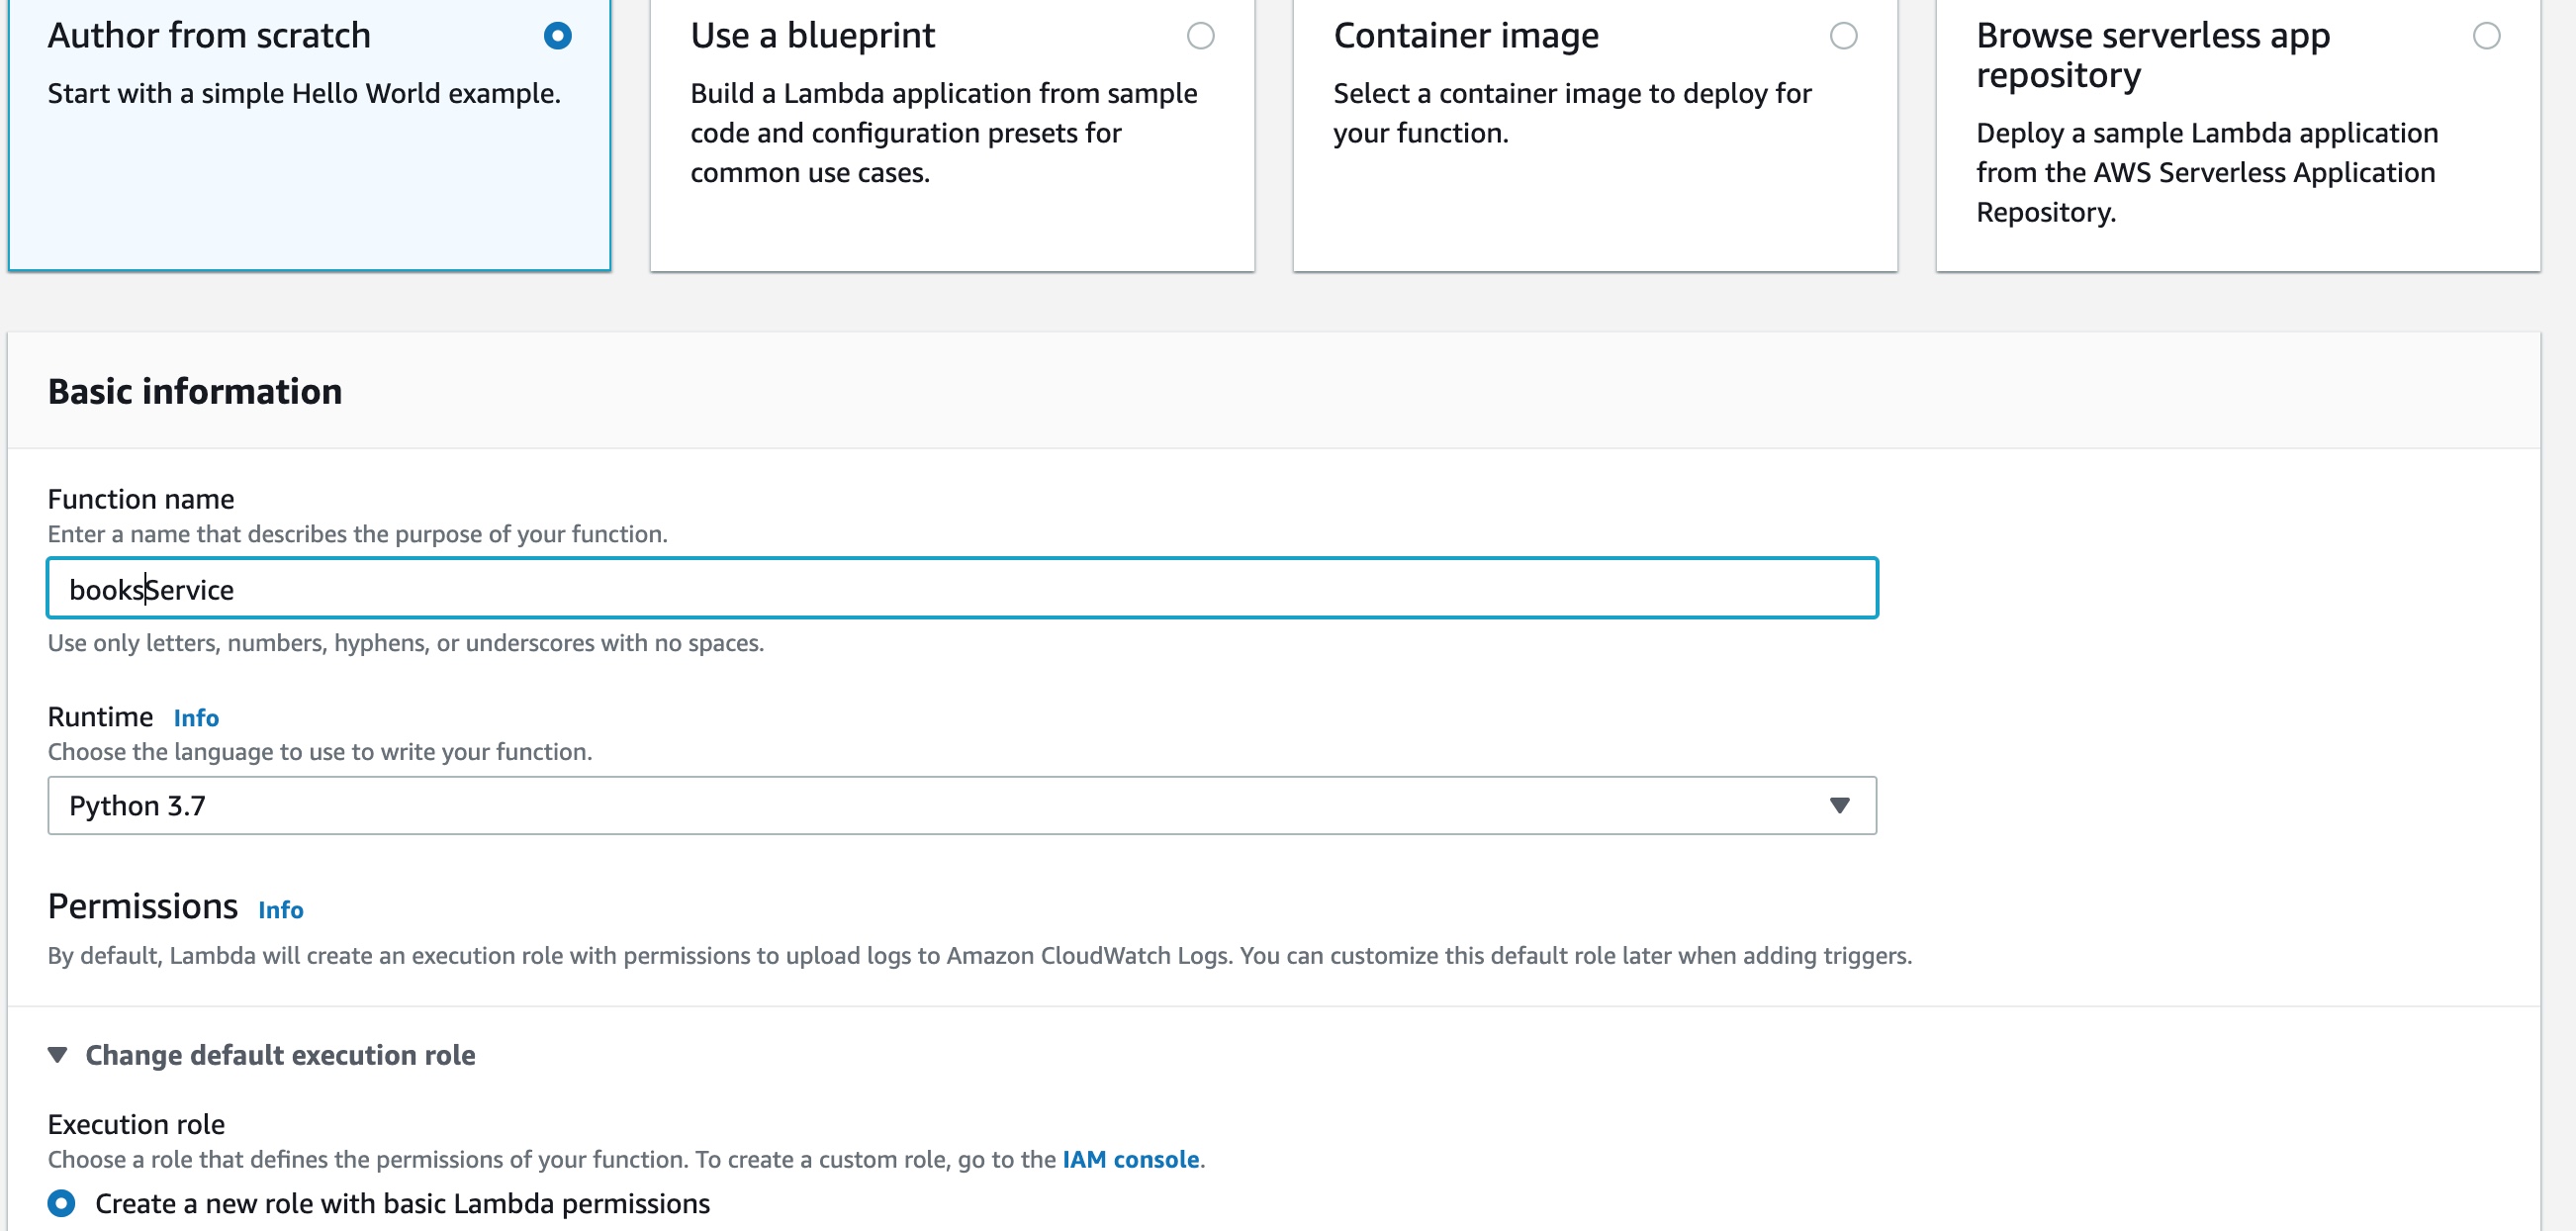 Author from scratch
Start with a simple Hello World example.
Use a blueprint
Build a Lambda application from sample
code and configuration presets for
common use cases.
Container image
Select a container image to deploy for
your function.
Browse serverless app
repository
Deploy a sample Lambda application
from the AWS Serverless Application
Repository.
Basic information
Function name
Enter a name that describes the purpose of your function.
booksService
Use only letters, numbers, hyphens, or underscores with no spaces.
Runtime Info
Choose the language to use to write your function.
Python 3.7
Permissions Info
By default, Lambda will create an execution role with permissions to upload logs to Amazon CloudWatch Logs. You can customize this default role later when adding triggers.
Change default execution role
Execution role
Choose a role that defines the permissions of your function. To create a custom role, go to the IAM console.
Create a new role with basic Lambda permissions